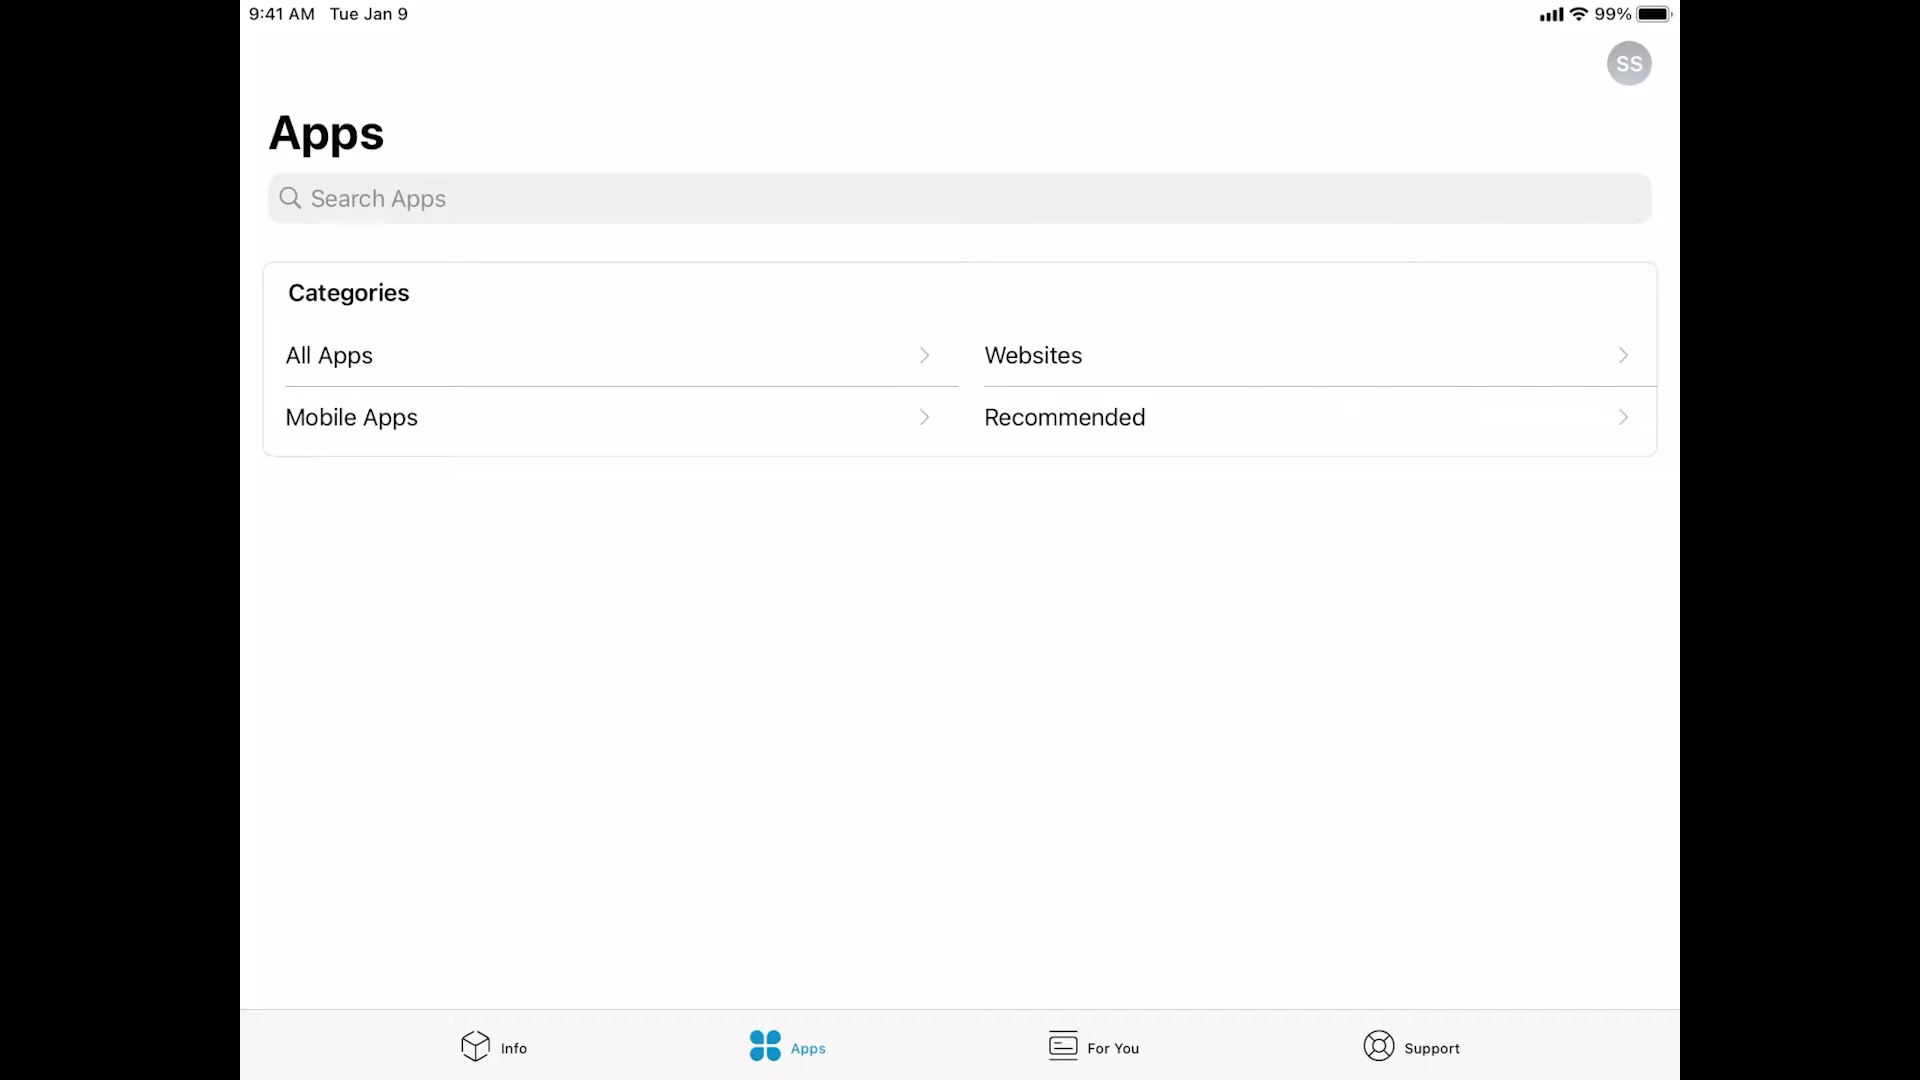 9:41 AM Tue Jan 9 99%
SS
Apps
Search Apps
Categories
All Apps Websites
Mobile Apps Recommended
Info Apps For You Support